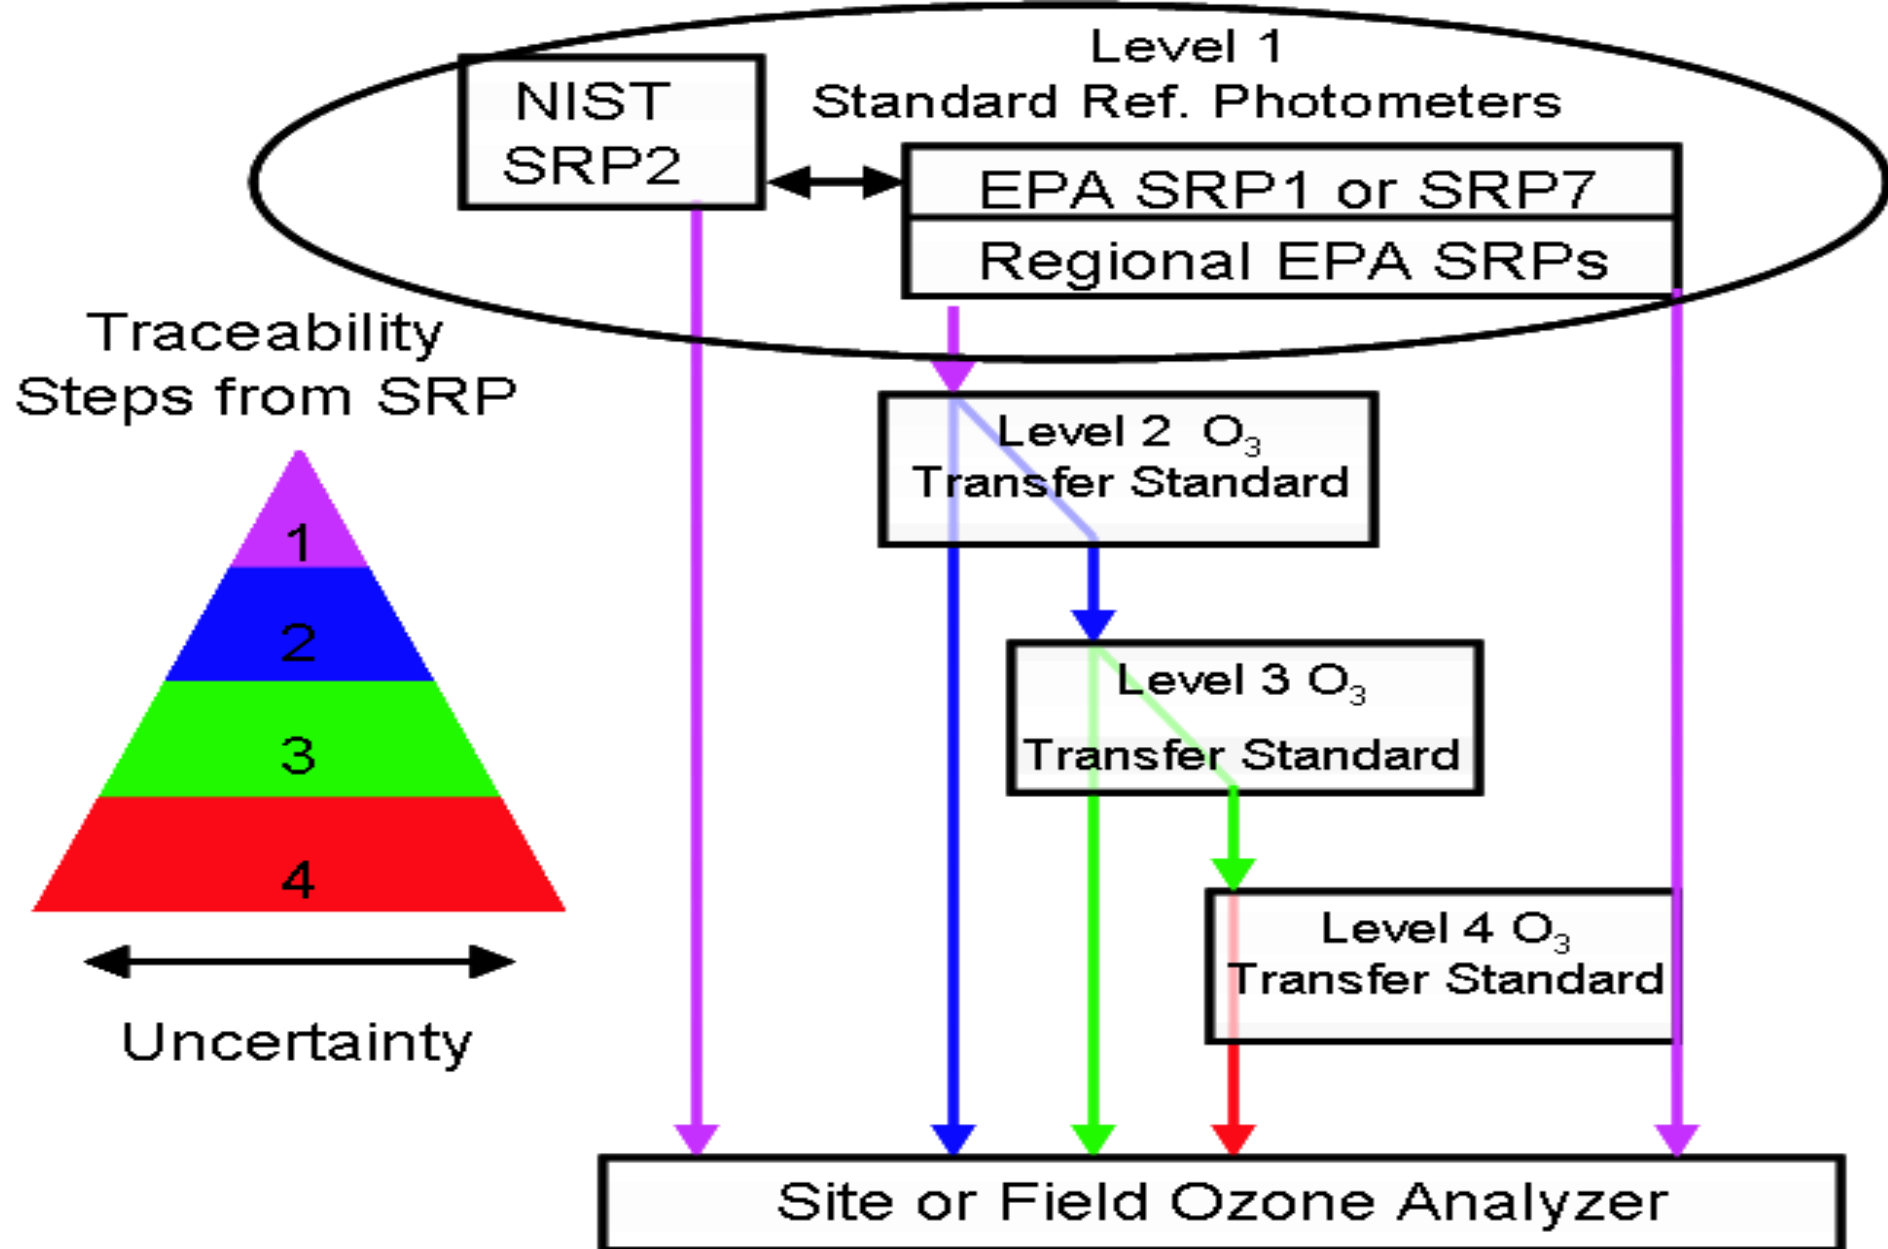 Level 1
Standard Ref. Photometers
NIST
SRP2
EPA SRP1 or SRP7
Regional EPA SRPs
Traceability
Steps from SRP
1
2
3
4
Uncertainty
Level 2 O₃
Transfer Standard
Level 3 O₃
Transfer Standard
Level 4 O₃
Transfer Standard
Site or Field Ozone Analyzer